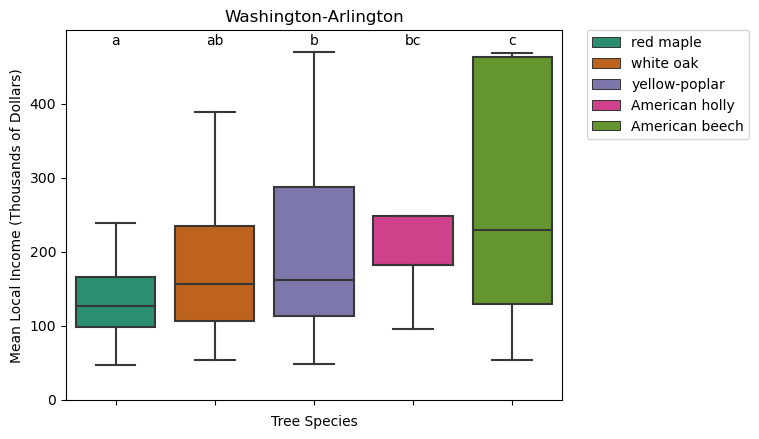 Washington-Arlington
a ab b bc c
Mean Local Income (Thousands of Dollars)
400
300
200
100
0
Tree Species
red maple
white oak
yellow-poplar
American holly
American beech